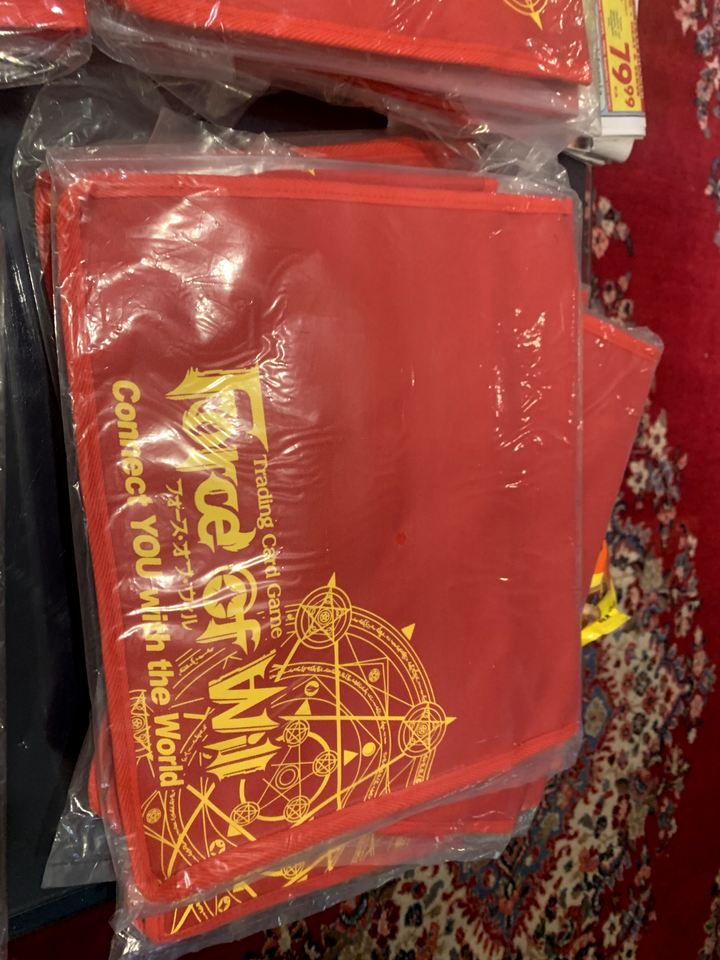 Trading Card Game
Force of Will
フォース・オブ・ウィル
Connect YOU with the World
79.99